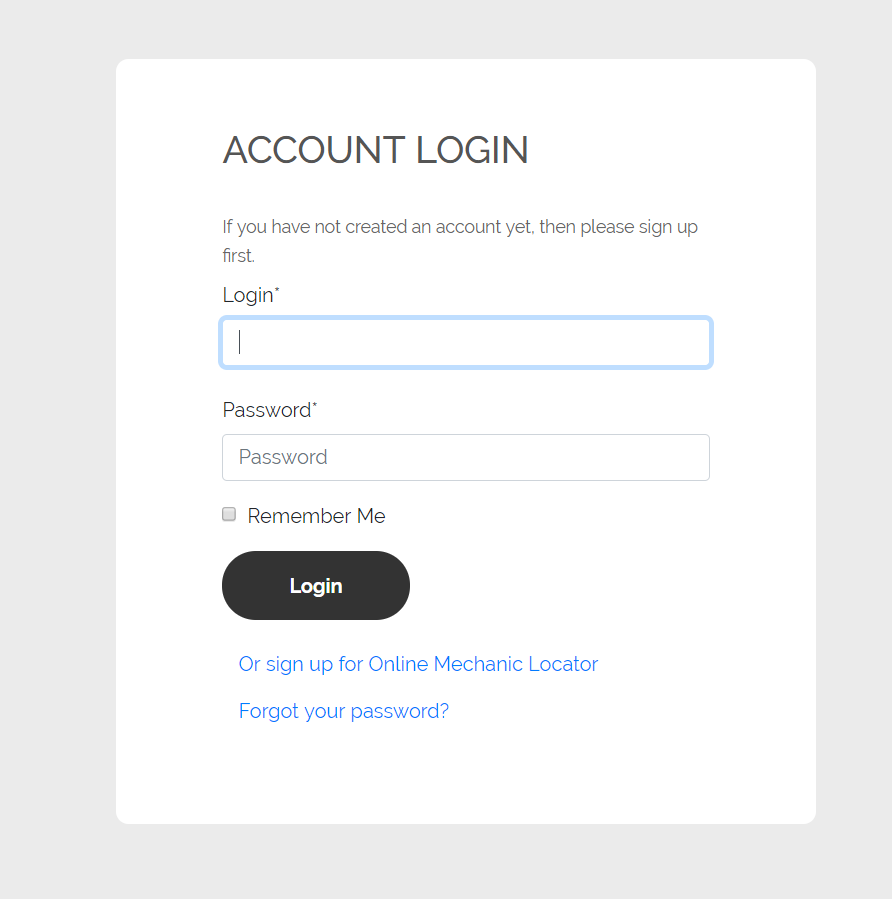 ACCOUNT LOGIN
If you have not created an account yet, then please sign up
first.
Login*
Password*
Password
Remember Me
Login
Or sign up for Online Mechanic Locator
Forgot your password?